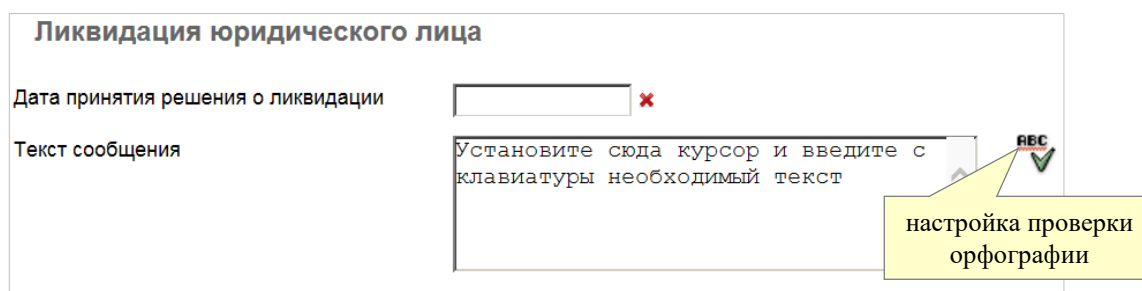 Ликвидация юридического лица
Дата принятия решения о ликвидации
Текст сообщения
Установите сюда курсор и введите с
клавиатуры необходимый текст
ABC
настройка проверки
орфографии